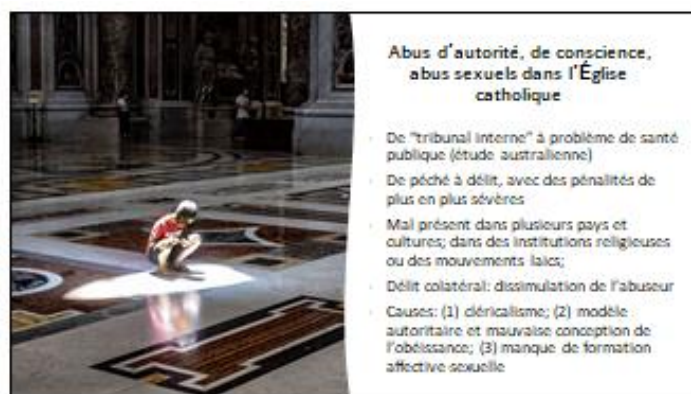 Abus d'autorité, de conscience,
abus sexuels dans l'Église
catholique
De "tribunal interne" à problème de santé
publique (étude australienne)
De péché à délit, avec des pénalités de
plus en plus sévères
Mal présent dans plusieurs pays et
cultures; dans des institutions religieuses
ou des mouvements laics;
Délit colatéral: dissimulation de l'abuseur
Causes: (1) cléricalisme; (2) modèle
autoritaire et mauvaise conception de
l'obéissance; (3) manque de formation
affective sexuelle